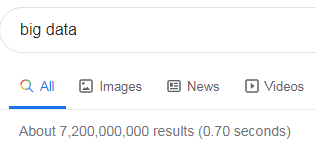 big data
All Images News Videos
About 7,200,000,000 results (0.70 seconds)